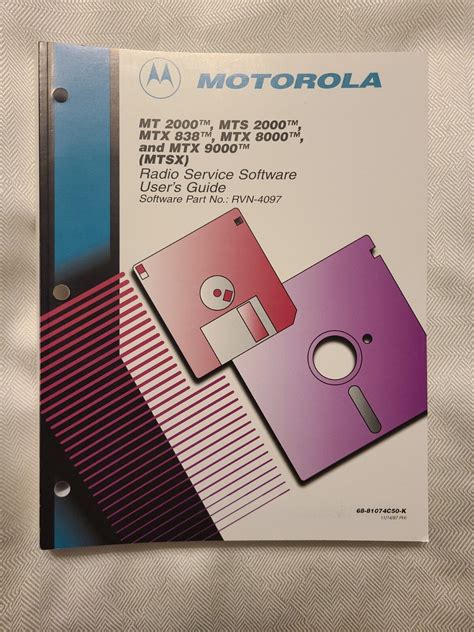 MOTOROLA
MT 2000™, MTS 2000™,
MTX 838™, MTX 8000™,
and MTX 9000™
(MTSX)
Radio Service Software
User's Guide
Software Part No.: RVN-4097
68-81074C50-K